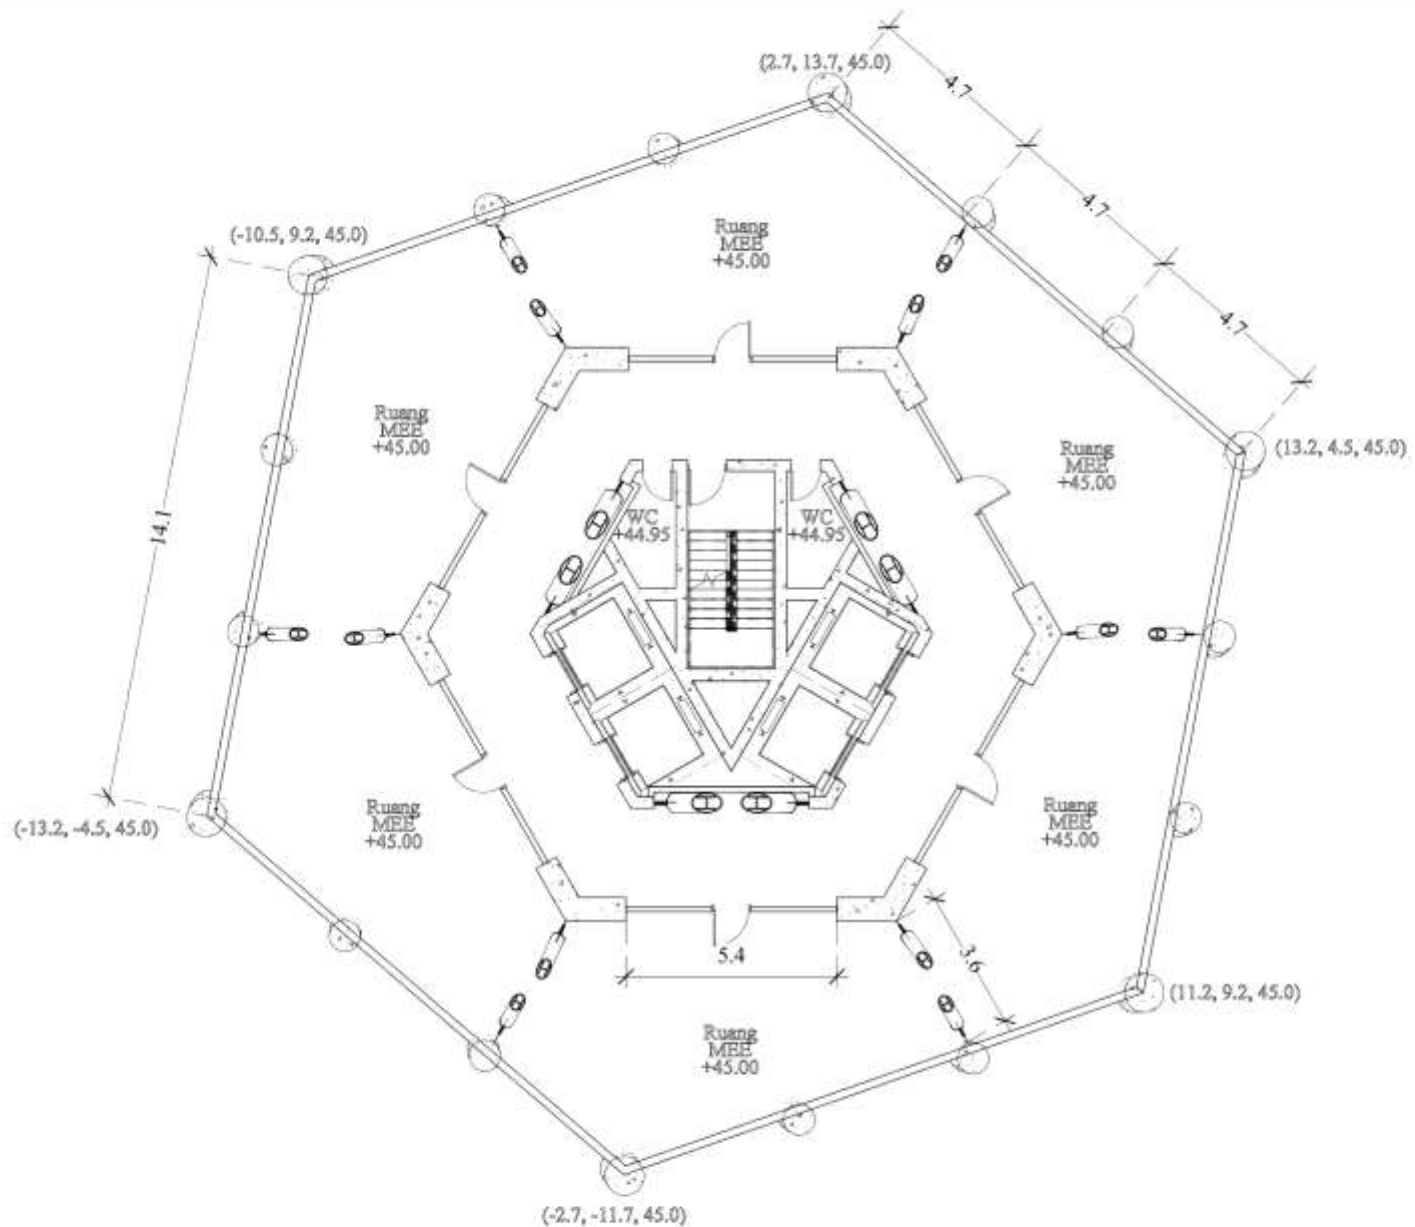 (2.7, 13.7, 45.0)
4.7
4.7
4.7
(-10.5, 9.2, 45.0)
Ruang
MEE
+45.00
Ruang
MEE
+45.00
Ruang
MEE
+45.00
(13.2, 4.5, 45.0)
14.1
WC
+44.95
WC
+44.95
(-13.2, -4.5, 45.0)
Ruang
MEE
+45.00
Ruang
MEE
+45.00
5.4
3.6
(11.2, 9.2, 45.0)
Ruang
MEE
+45.00
(-2.7, -11.7, 45.0)